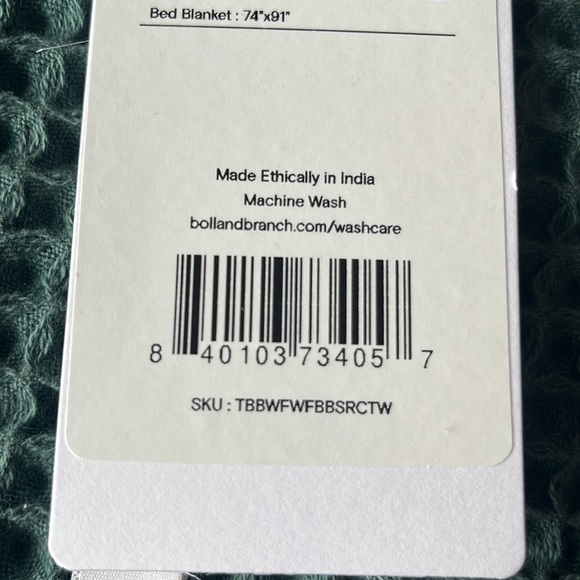 Bed Blanket : 74"x91"
Made Ethically in India
Machine Wash
bollandbranch.com/washcare
8 40103 73405 7
SKU : TBBWFWFBBSRCTW